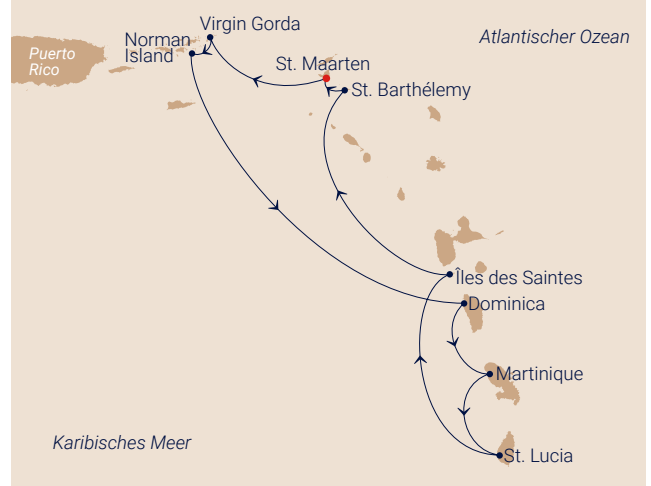 Virgin Gorda
Atlantischer Ozean
Norman
Island
Puerto
Rico
St. Maarten
St. Barthélemy
Îles des Saintes
Dominica
Martinique
Karibisches Meer
St. Lucia